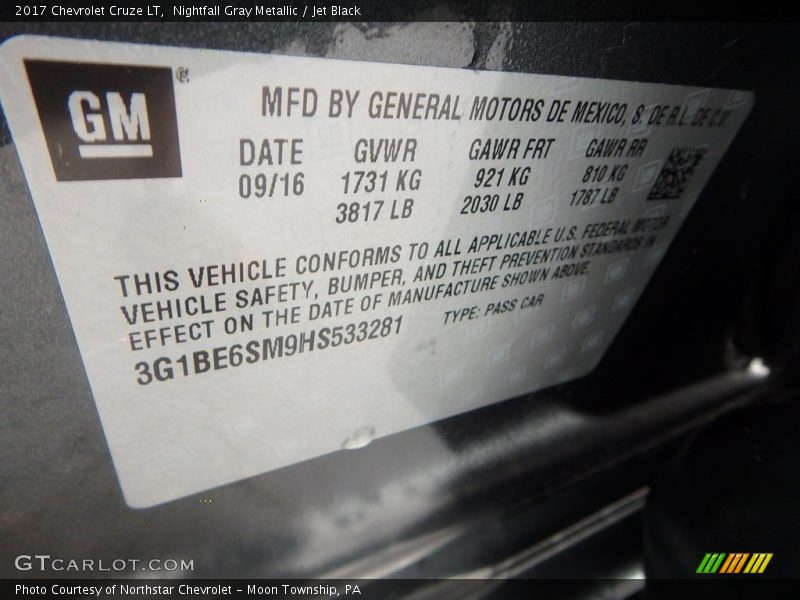 2017 Chevrolet Cruze LT, Nightfall Gray Metallic / Jet Black
GM ®
MFD BY GENERAL MOTORS DE MEXICO, S. DE R.L. DE C.V.
DATE GVWR GAWR FRT GAWR RR
09/16 1731 KG 921 KG 810 KG
3817 LB 2030 LB 1787 LB
THIS VEHICLE CONFORMS TO ALL APPLICABLE U.S. FEDERAL MOTOR
VEHICLE SAFETY, BUMPER, AND THEFT PREVENTION STANDARDS IN
EFFECT ON THE DATE OF MANUFACTURE SHOWN ABOVE.
3G1BE6SM9HS533281 TYPE: PASS CAR
GTCARLOT.COM
Photo Courtesy of Northstar Chevrolet - Moon Township, PA